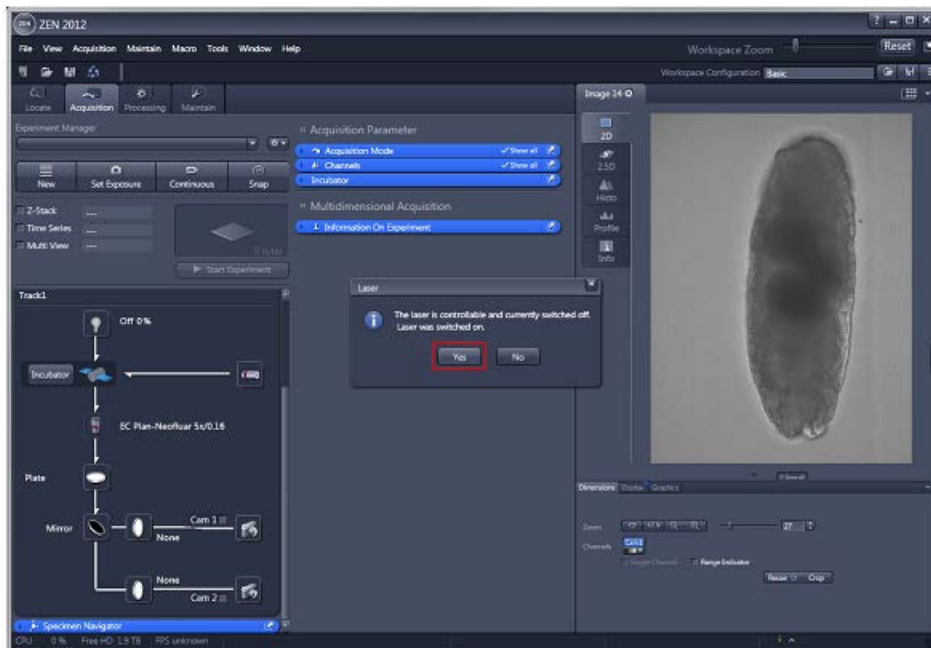 ZEN 2012
File View Acquisition Maintain Macro Tools Window Help
Workspace Zoom Reset
Workspace Configuration Basic
Locate Acquisition Processing Maintain
Experiment Manager
New Set Exposure Continuous Snap
Z-Stack
Time Series
Multi View
Start Experiment
Acquisition Parameter
Acquisition Mode Show all
Channels Show all
Incubator
Multidimensional Acquisition
Information On Experiment
Track1
Off 0%
Incubator
EC Plan-Neofluar 5x/0.16
Plate
Mirror
Cam 1
None
None
Cam 2
Specimen Navigator
CPU 0 % Free HD 1.9 TB FPS unknown
Laser
The laser is controllable and currently switched off.
Laser was switched on.
Yes No
Image 14
2D
2.5D
Histo
Profile
Info
Dimensions Display Graphics
Zoom 27
Channels Cam1
Single Channel Range Indicator
Reuse Crop